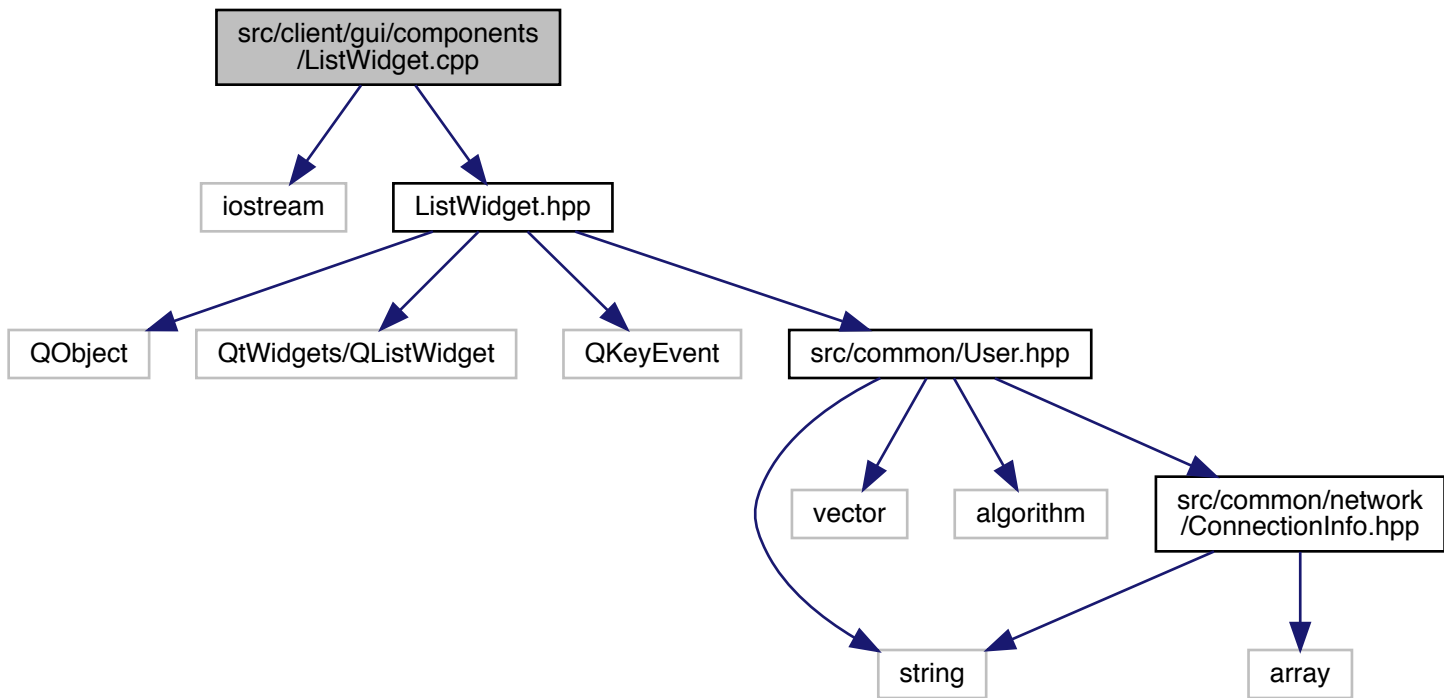 src/client/gui/components
/ListWidget.cpp
iostream
ListWidget.hpp
QObject
QtWidgets/QListWidget
QKeyEvent
src/common/User.hpp
vector
algorithm
src/common/network
/ConnectionInfo.hpp
string
array